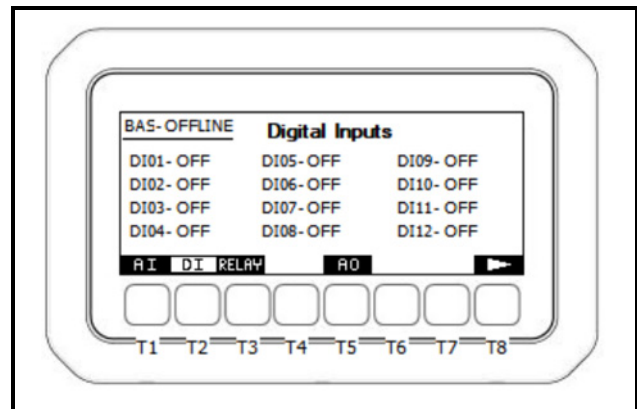 BAS- OFFLINE Digital Inputs
DI01- OFF DI05- OFF DI09- OFF
DI02- OFF DI06- OFF DI10- OFF
DI03- OFF DI07- OFF DI11- OFF
DI04- OFF DI08- OFF DI12- OFF
AI DI RELAY AO
T1 T2 T3 T4 T5 T6 T7 T8